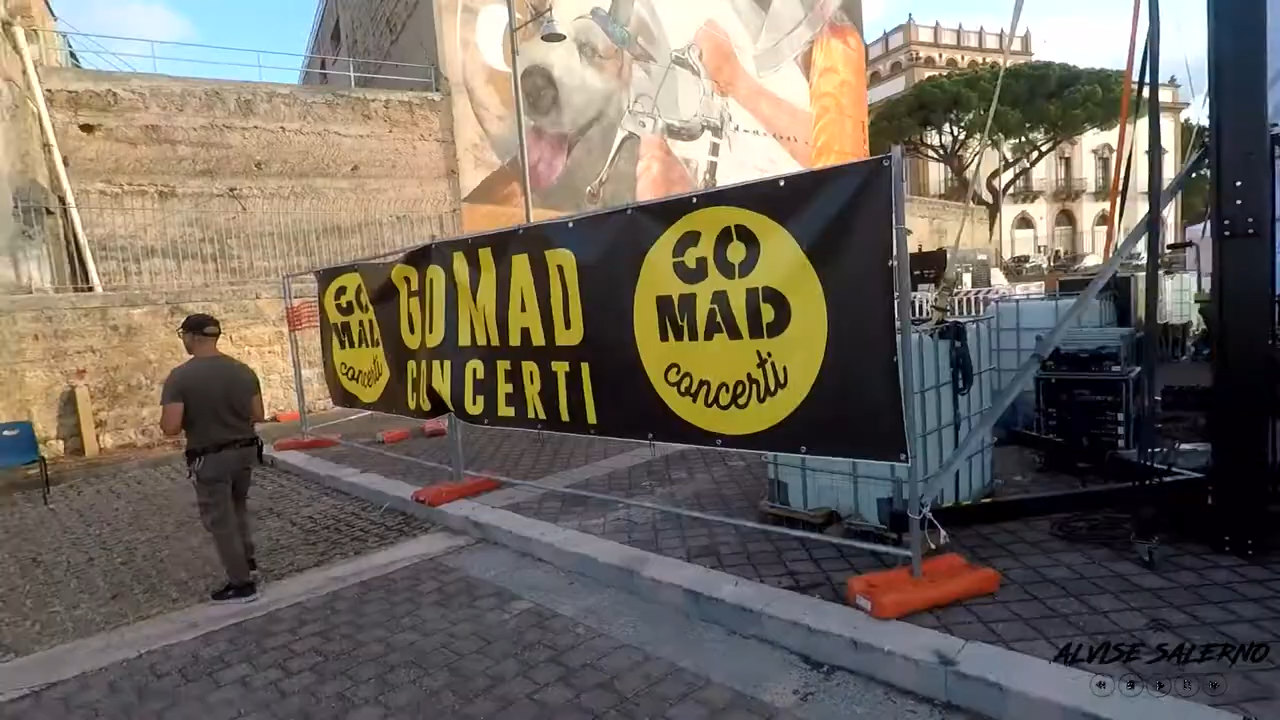 GO
MAD
concerti
GO MAD
CONCERTI
GO
MAD
concerti
ALVISE SALERNO